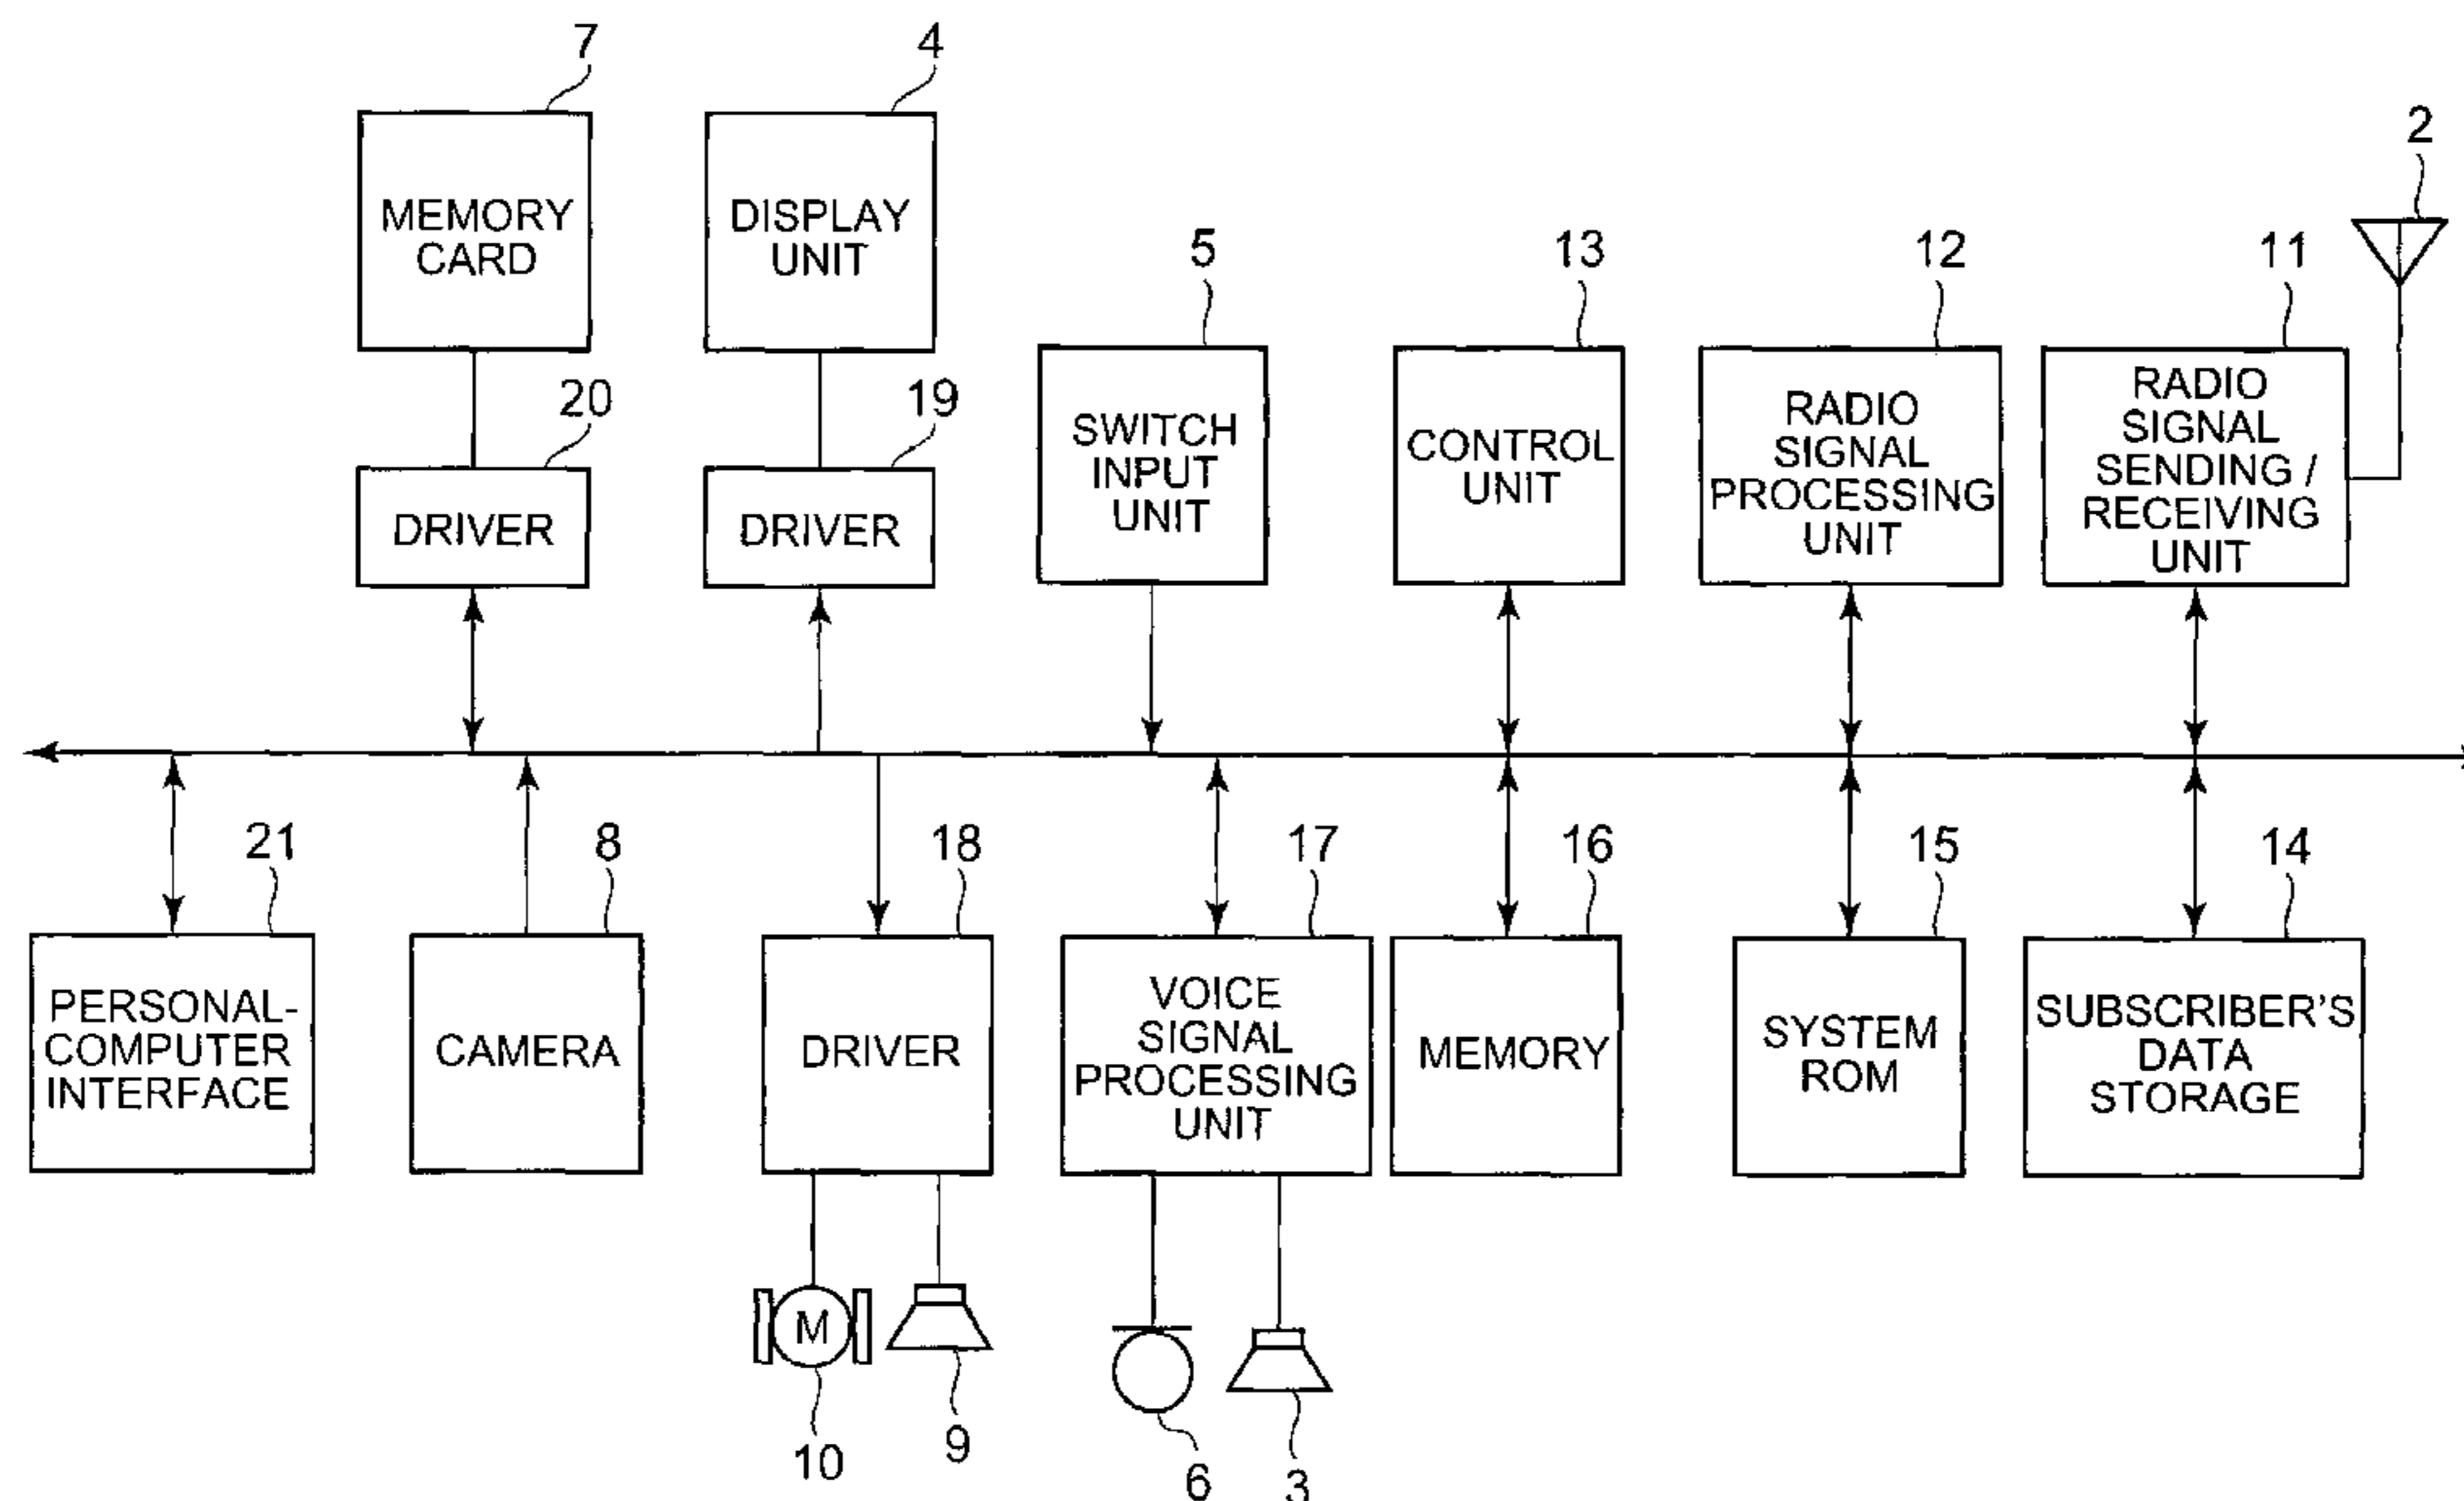 7
4
2
MEMORY
CARD
DISPLAY
UNIT
5
13
12
11
20
19
SWITCH
INPUT
UNIT
CONTROL
UNIT
RADIO
SIGNAL
PROCESSING
UNIT
RADIO
SIGNAL
SENDING /
RECEIVING
UNIT
DRIVER
DRIVER
21
8
18
17
16
15
14
PERSONAL-
COMPUTER
INTERFACE
CAMERA
DRIVER
VOICE
SIGNAL
PROCESSING
UNIT
MEMORY
SYSTEM
ROM
SUBSCRIBER'S
DATA
STORAGE
M
10
9
6
3